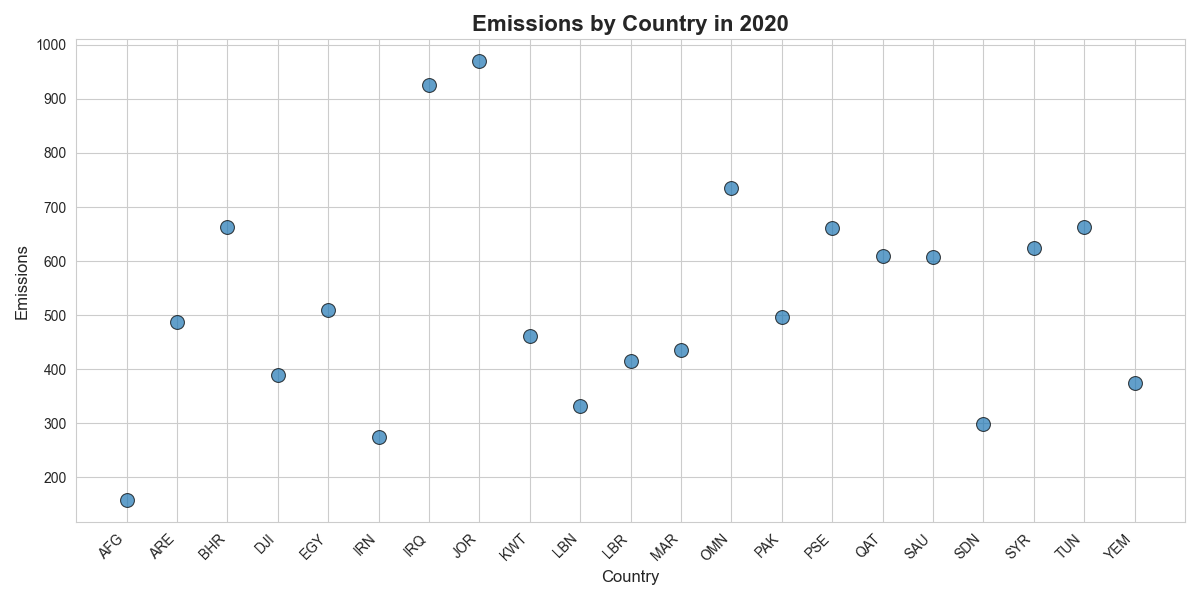 Emissions by Country in 2020
Emissions
1000
900
800
700
600
500
400
300
200
AFG
ARE
BHR
DJI
EGY
IRN
IRQ
JOR
KWT
LBN
LBR
MAR
OMN
PAK
PSE
QAT
SAU
SDN
SYR
TUN
YEM
Country